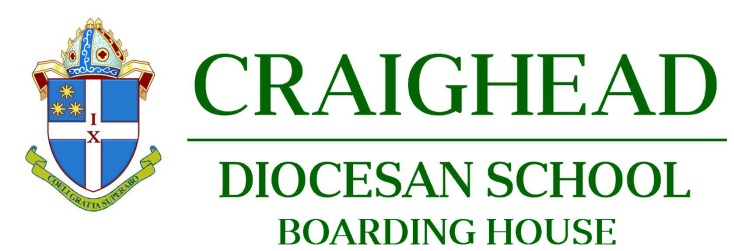 I
X
COELI GRATIA SUPERABO
CRAIGHEAD
DIOCESAN SCHOOL
BOARDING HOUSE